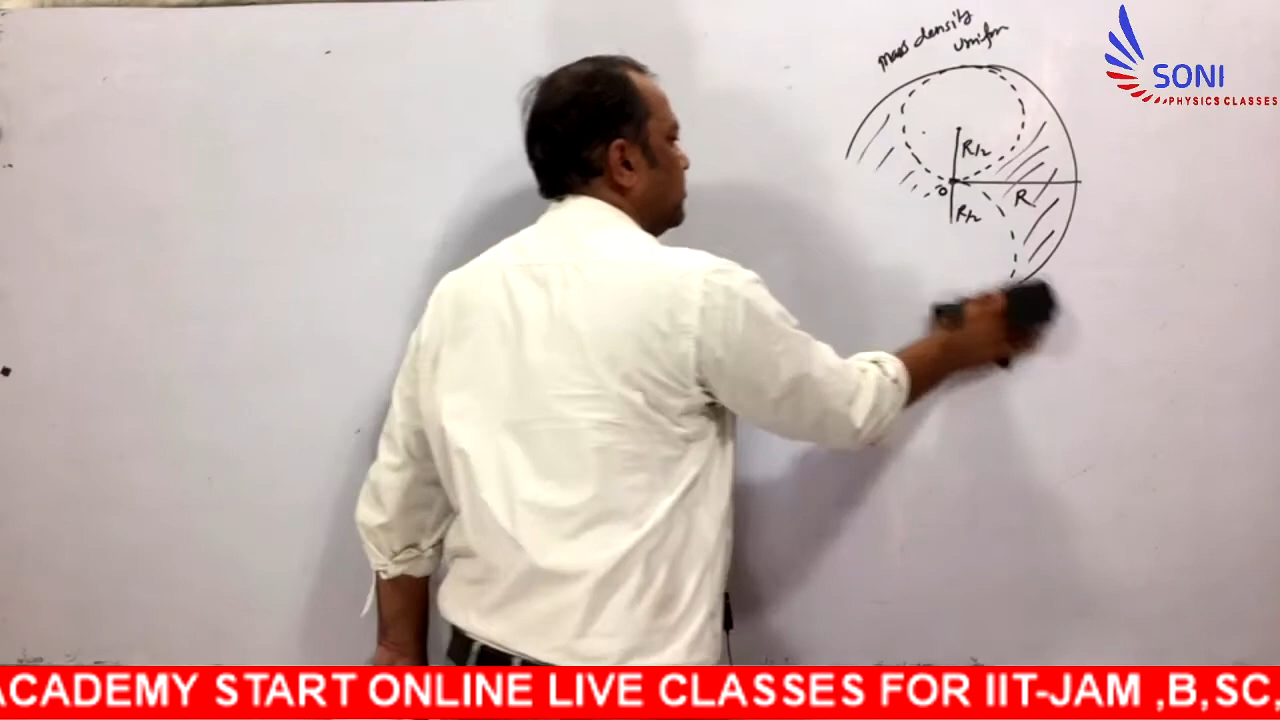 mass density
uniform
SONI
PHYSICS CLASSES
R/2
O
R
R/2
ACADEMY START ONLINE LIVE CLASSES FOR IIT-JAM ,B,SC,